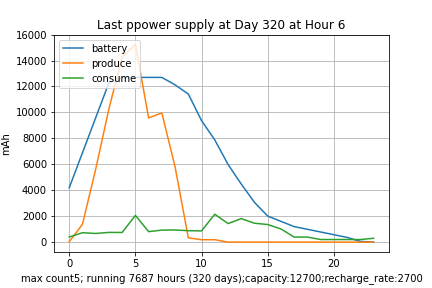 Last ppower supply at Day 320 at Hour 6
16000
14000
12000
10000
8000
6000
4000
2000
0
mAh
battery
produce
consume
0 5 10 15 20
max count5; running 7687 hours (320 days);capacity:12700;recharge_rate:2700